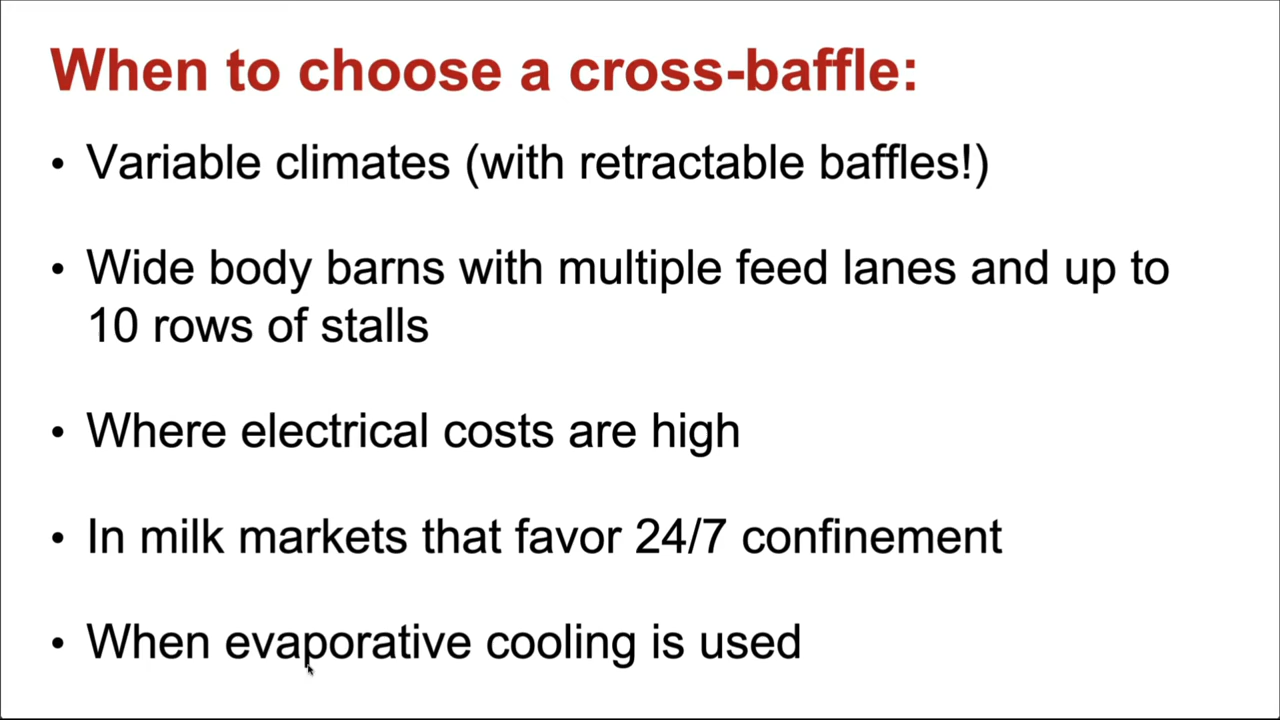 When to choose a cross-baffle:
• Variable climates (with retractable baffles!)
• Wide body barns with multiple feed lanes and up to
10 rows of stalls
• Where electrical costs are high
• In milk markets that favor 24/7 confinement
• When evaporative cooling is used